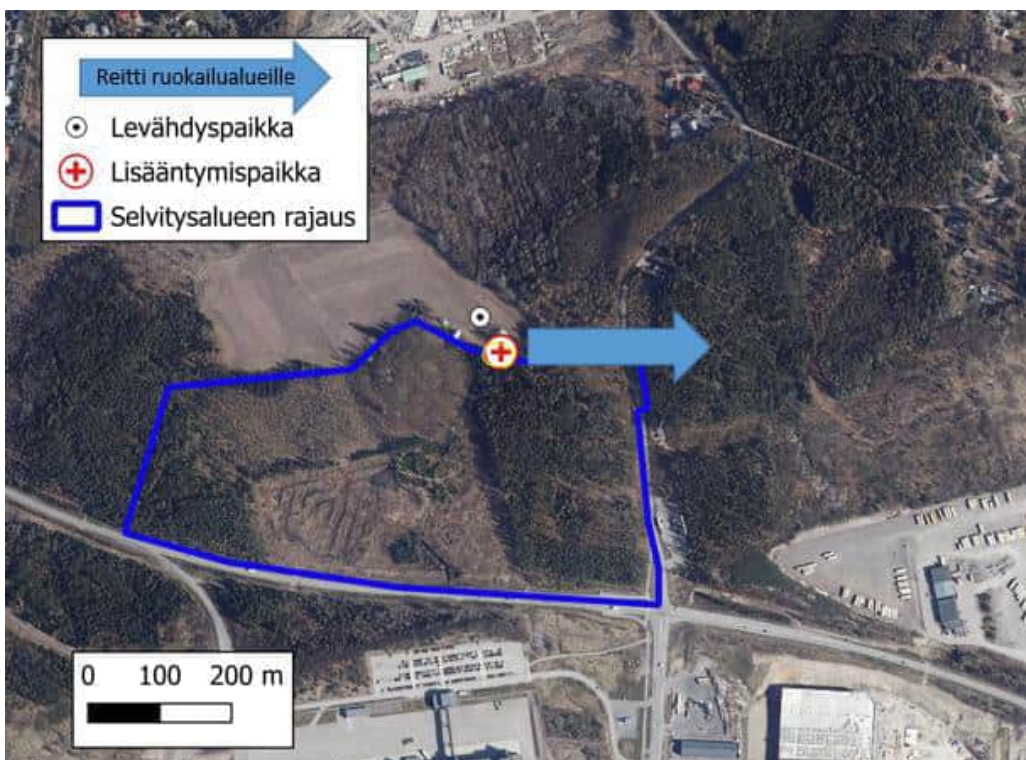 Reitti ruokailualueille
Levähdyspaikka
Lisääntymispaikka
Selvitysalueen rajaus
0 100 200 m